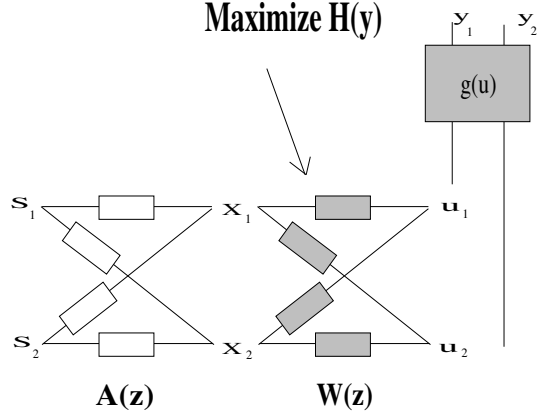 Maximize H(y)
y1 y2
g(u)
S1 x1 u1
S2 x2 u2
A(z) W(z)